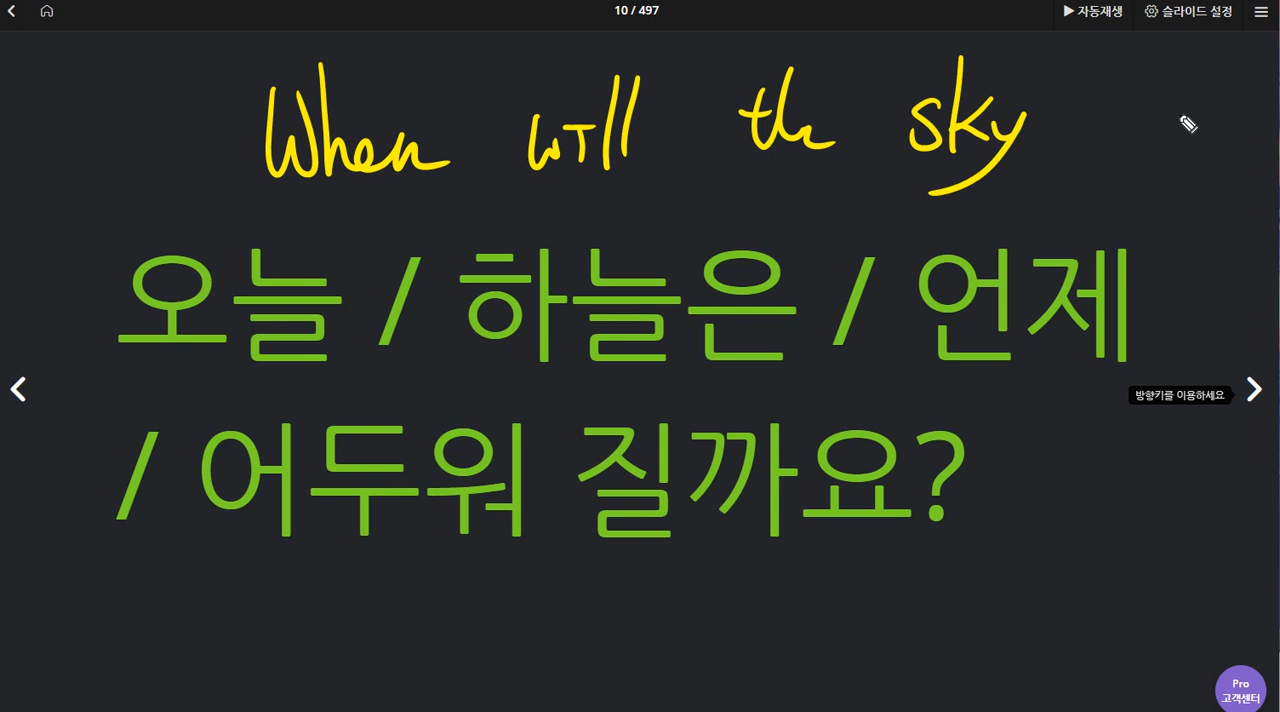 10 / 497
자동재생
슬라이드 설정
When will the sky
오늘 / 하늘은 / 언제
방향키를 이용하세요
/ 어두워 질까요?
Pro
고객센터